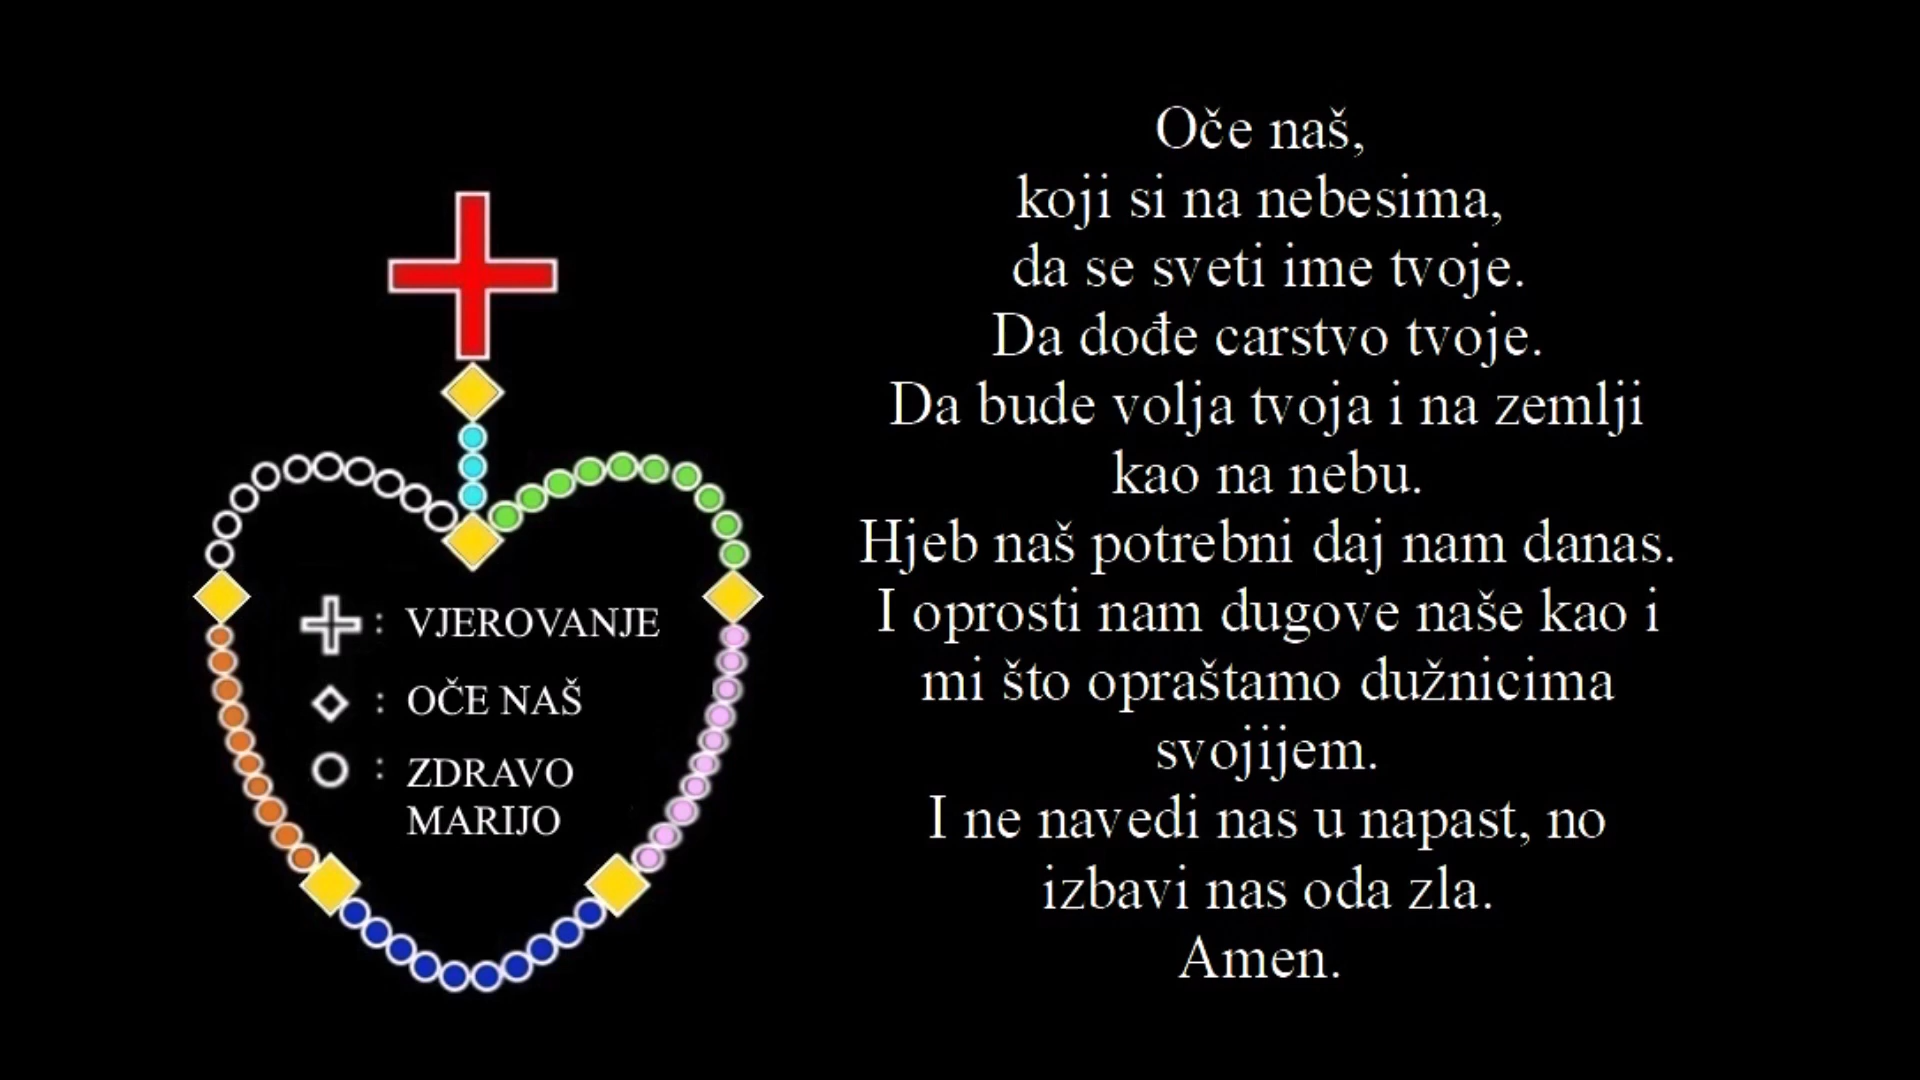 Oče naš,
koji si na nebesima,
da se sveti ime tvoje.
Da dođe carstvo tvoje.
Da bude volja tvoja i na zemlji
kao na nebu.
Hjeb naš potrebni daj nam danas.
I oprosti nam dugove naše kao i
mi što opraštamo dužnicima
svojijem.
I ne navedi nas u napast, no
izbavi nas oda zla.
Amen.
: VJEROVANJE
: OČE NAŠ
: ZDRAVO
MARIJO